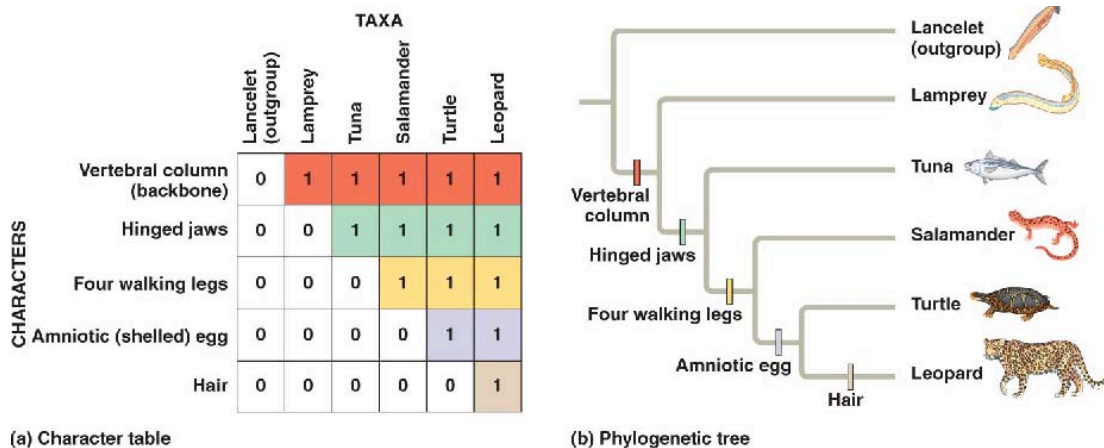 TAXA
Lancelet
(outgroup)
Lamprey
Tuna
Salamander
Turtle
Leopard
CHARACTERS
Vertebral column
(backbone)
0 1 1 1 1 1
Hinged jaws
0 0 1 1 1 1
Four walking legs
0 0 0 1 1 1
Amniotic (shelled) egg
0 0 0 0 1 1
Hair
0 0 0 0 0 1
(a) Character table
Lancelet
(outgroup)
Lamprey
Tuna
Vertebral
column
Salamander
Hinged jaws
Turtle
Four walking legs
Amniotic egg
Leopard
Hair
(b) Phylogenetic tree